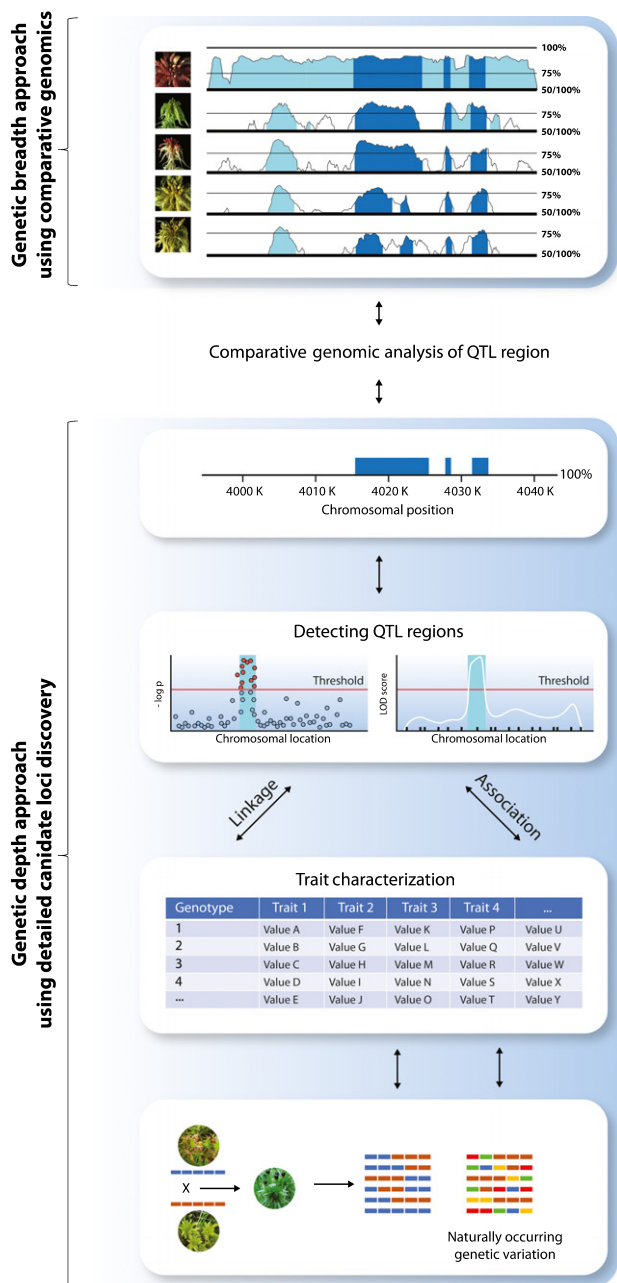 Genetic breadth approach
using comparative genomics
100%
75%
50/100%
75%
50/100%
75%
50/100%
75%
50/100%
75%
50/100%
Comparative genomic analysis of QTL region
Genetic depth approach
using detailed canidate loci discovery
100%
4000 K 4010 K 4020 K 4030 K 4040 K
Chromosomal position
Detecting QTL regions
- log p
Threshold
Chromosomal location
LOD score
Threshold
Chromosomal location
Linkage
Association
Trait characterization
Genotype Trait 1 Trait 2 Trait 3 Trait 4 ...
1 Value A Value F Value K Value P Value U
2 Value B Value G Value L Value Q Value V
3 Value C Value H Value M Value R Value W
4 Value D Value I Value N Value S Value X
... Value E Value J Value O Value T Value Y
X
Naturally occurring
genetic variation